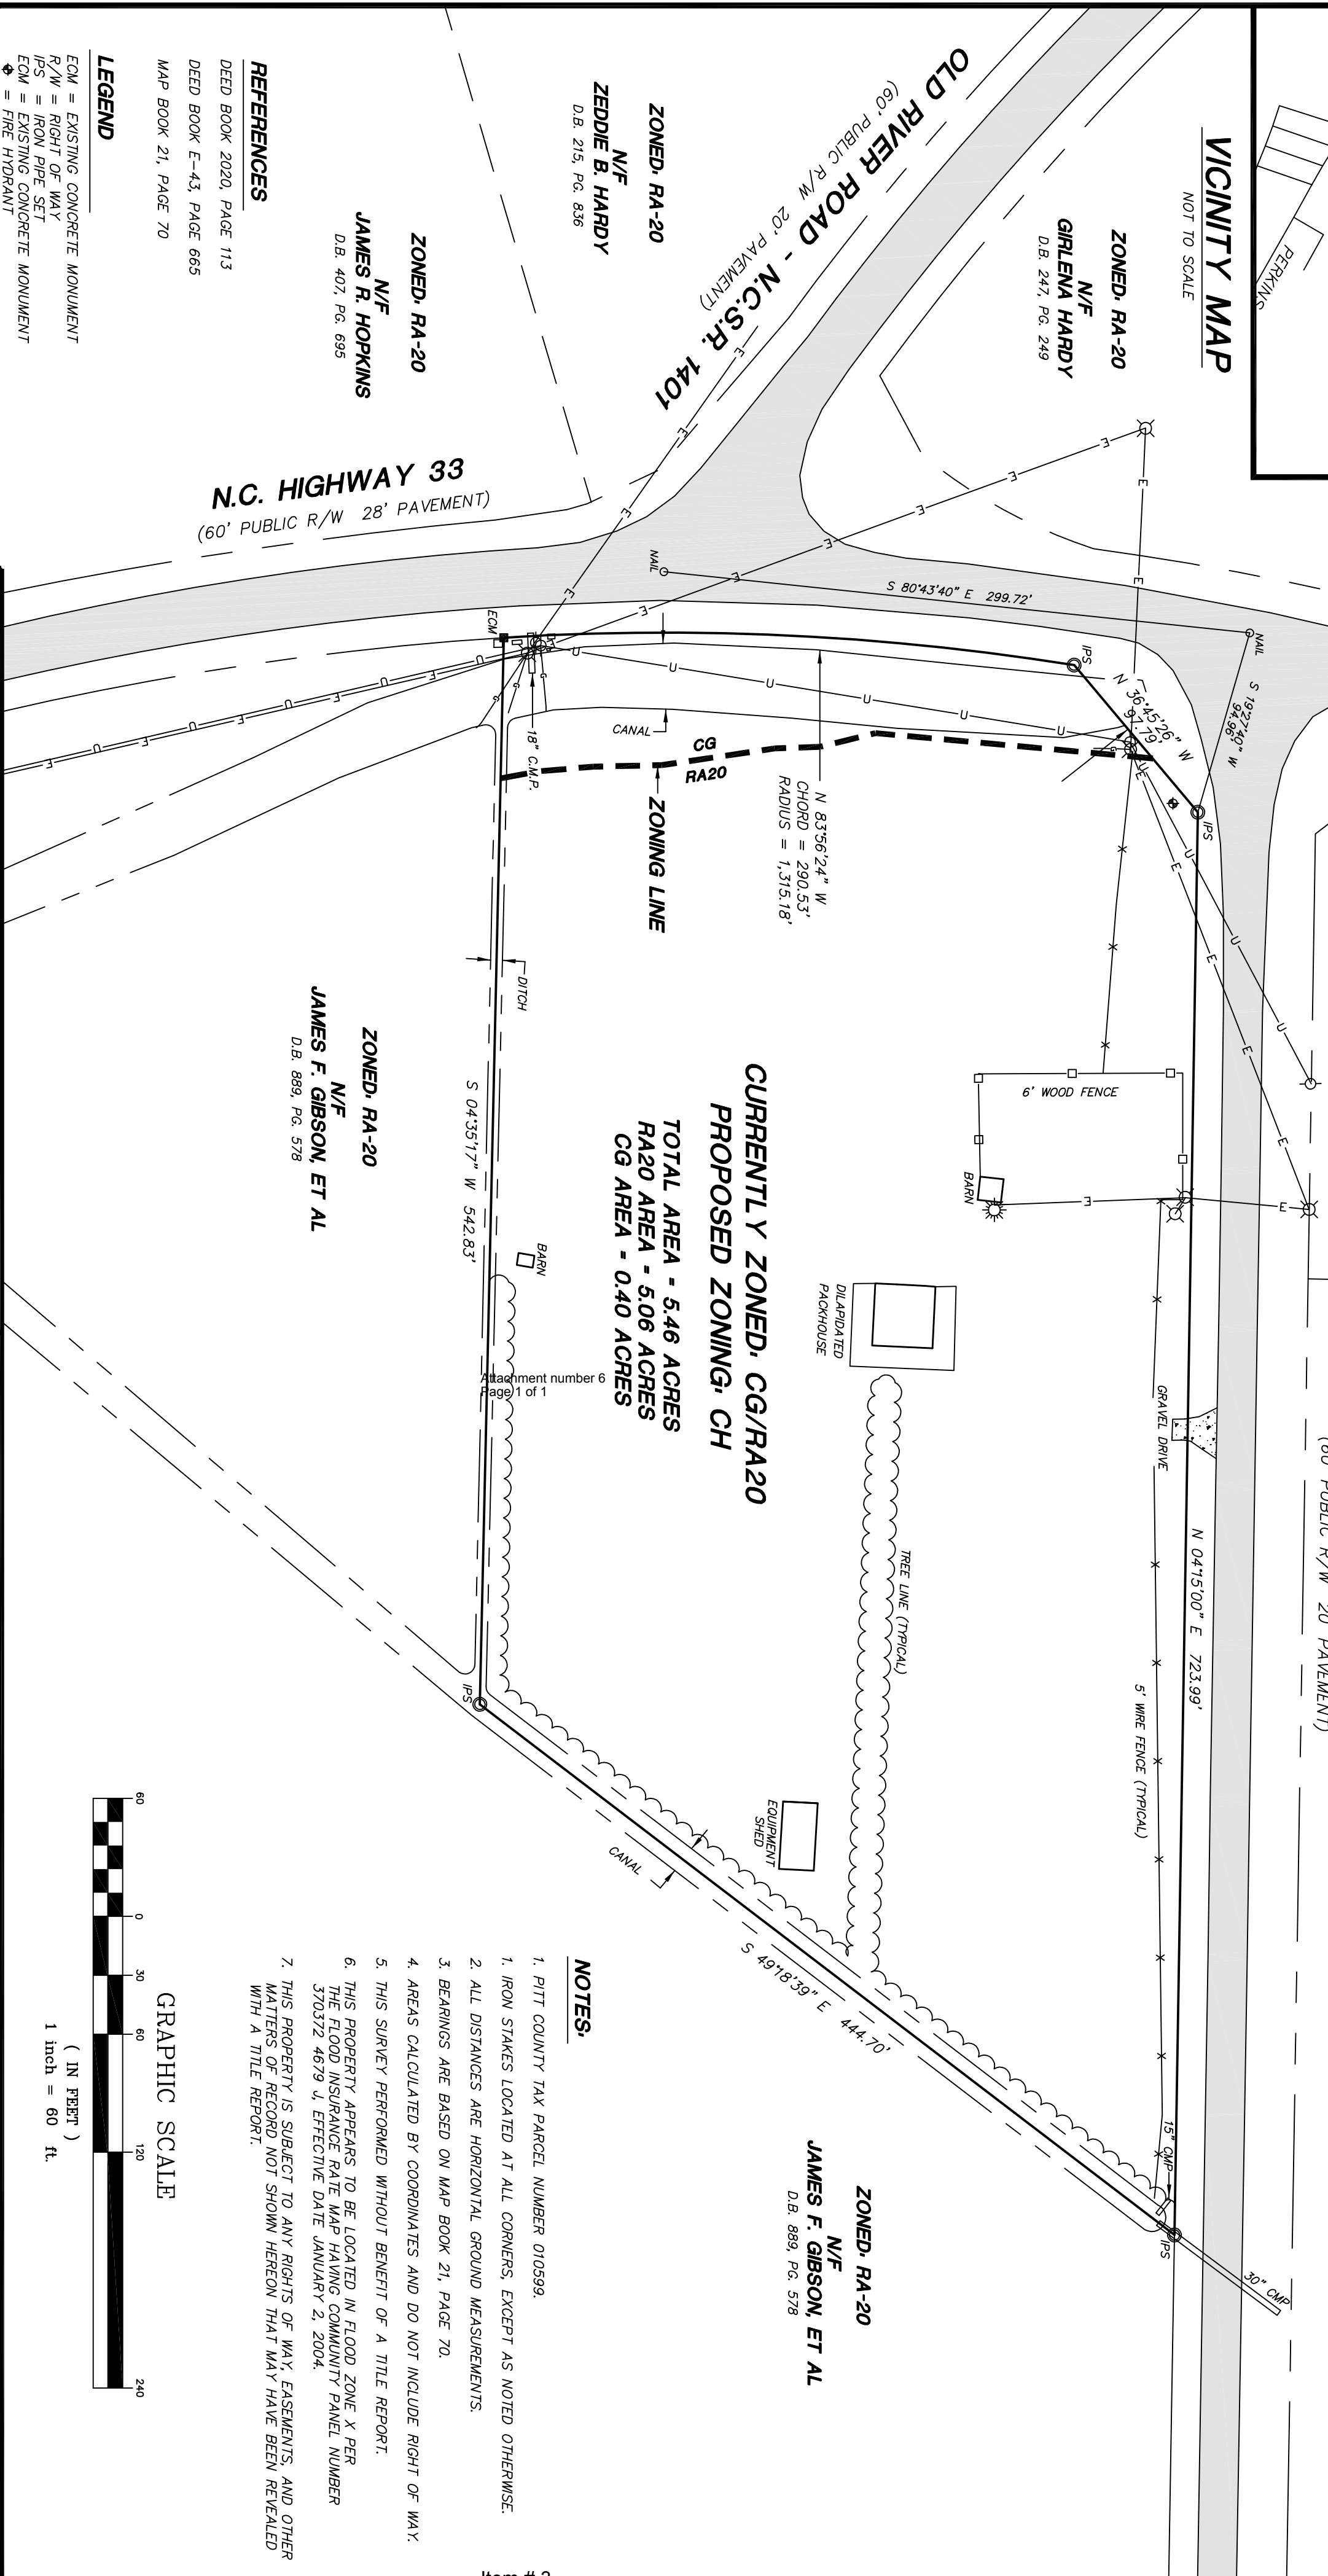 VICINITY MAP
NOT TO SCALE
PERKINS
ZONED: RA-20
N/F
GIRLENA HARDY
D.B. 247, PG. 249
OLD RIVER ROAD - N.C.S.R. 1401
(60' PUBLIC R/W 20' PAVEMENT)
ZONED: RA-20
N/F
ZEDDIE B. HARDY
D.B. 215, PG. 836
ZONED: RA-20
N/F
JAMES R. HOPKINS
D.B. 407, PG. 695
REFERENCES
DEED BOOK 2020, PAGE 113
DEED BOOK E-43, PAGE 665
MAP BOOK 21, PAGE 70
LEGEND
ECM = EXISTING CONCRETE MONUMENT
R/W = RIGHT OF WAY
IPS = IRON PIPE SET
ECM = EXISTING CONCRETE MONUMENT
= FIRE HYDRANT
N.C. HIGHWAY 33
(60' PUBLIC R/W 28' PAVEMENT)
NAIL
S 80°43'40" E 299.72'
NAIL
S 19°27'40" W
94.96'
ECM
IPS
N 36°45'26" W
97.79'
IPS
CANAL
18" C.M.P.
CG
RA20
ZONING LINE
N 83°56'24" W
CHORD = 290.53'
RADIUS = 1,315.18'
DITCH
S 04°35'17" W 542.83'
6' WOOD FENCE
BARN
BARN
DILAPIDATED
PACKHOUSE
CURRENTLY ZONED: CG/RA20
PROPOSED ZONING: CH
TOTAL AREA = 5.46 ACRES
RA20 AREA = 5.06 ACRES
CG AREA = 0.40 ACRES
Attachment number 6
Page 1 of 1
ZONED: RA-20
N/F
JAMES F. GIBSON, ET AL
D.B. 889, PG. 578
GRAVEL DRIVE
TREE LINE (TYPICAL)
N 04°15'00" E 723.99'
5' WIRE FENCE (TYPICAL)
(60' PUBLIC R/W 20' PAVEMENT)
EQUIPMENT
SHED
IPS
CANAL
S 49°18'39" E 444.70'
15" CMP
IPS
30" CMP
ZONED: RA-20
N/F
JAMES F. GIBSON, ET AL
D.B. 889, PG. 578
NOTES:
1. PITT COUNTY TAX PARCEL NUMBER 010599.
1. IRON STAKES LOCATED AT ALL CORNERS, EXCEPT AS NOTED OTHERWISE.
2. ALL DISTANCES ARE HORIZONTAL GROUND MEASUREMENTS.
3. BEARINGS ARE BASED ON MAP BOOK 21, PAGE 70.
4. AREAS CALCULATED BY COORDINATES AND DO NOT INCLUDE RIGHT OF WAY.
5. THIS SURVEY PERFORMED WITHOUT BENEFIT OF A TITLE REPORT.
6. THIS PROPERTY APPEARS TO BE LOCATED IN FLOOD ZONE X PER
THE FLOOD INSURANCE RATE MAP HAVING COMMUNITY PANEL NUMBER
370372 4679 J, EFFECTIVE DATE JANUARY 2, 2004.
7. THIS PROPERTY IS SUBJECT TO ANY RIGHTS OF WAY, EASEMENTS, AND OTHER
MATTERS OF RECORD NOT SHOWN HEREON THAT MAY HAVE BEEN REVEALED
WITH A TITLE REPORT.
GRAPHIC SCALE
60 0 30 60 120 240
( IN FEET )
1 inch = 60 ft.